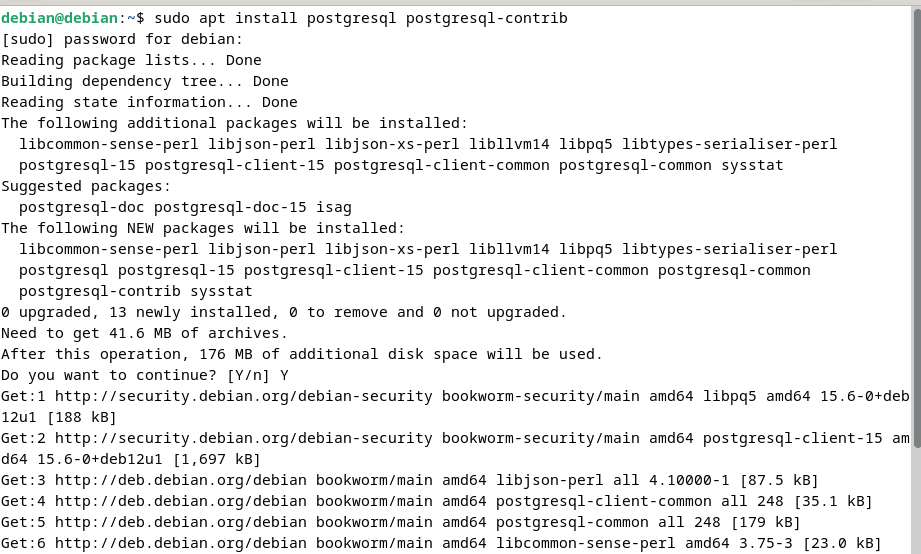 debian@debian:~$ sudo apt install postgresql postgresql-contrib
[sudo] password for debian:
Reading package lists... Done
Building dependency tree... Done
Reading state information... Done
The following additional packages will be installed:
  libcommon-sense-perl libjson-perl libjson-xs-perl libllvm14 libpq5 libtypes-serialiser-perl
  postgresql-15 postgresql-client-15 postgresql-client-common postgresql-common sysstat
Suggested packages:
  postgresql-doc postgresql-doc-15 isag
The following NEW packages will be installed:
  libcommon-sense-perl libjson-perl libjson-xs-perl libllvm14 libpq5 libtypes-serialiser-perl
  postgresql postgresql-15 postgresql-client-15 postgresql-client-common postgresql-common
  postgresql-contrib sysstat
0 upgraded, 13 newly installed, 0 to remove and 0 not upgraded.
Need to get 41.6 MB of archives.
After this operation, 176 MB of additional disk space will be used.
Do you want to continue? [Y/n] Y
Get:1 http://security.debian.org/debian-security bookworm-security/main amd64 libpq5 amd64 15.6-0+deb
12u1 [188 kB]
Get:2 http://security.debian.org/debian-security bookworm-security/main amd64 postgresql-client-15 am
d64 15.6-0+deb12u1 [1,697 kB]
Get:3 http://deb.debian.org/debian bookworm/main amd64 libjson-perl all 4.10000-1 [87.5 kB]
Get:4 http://deb.debian.org/debian bookworm/main amd64 postgresql-client-common all 248 [35.1 kB]
Get:5 http://deb.debian.org/debian bookworm/main amd64 postgresql-common all 248 [179 kB]
Get:6 http://deb.debian.org/debian bookworm/main amd64 libcommon-sense-perl amd64 3.75-3 [23.0 kB]